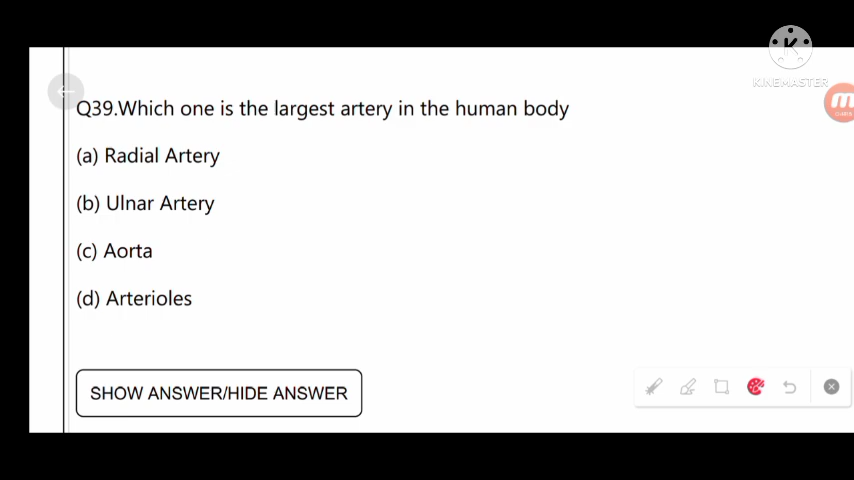 KINEMASTER
Q39.Which one is the largest artery in the human body
(a) Radial Artery
(b) Ulnar Artery
(c) Aorta
(d) Arterioles
SHOW ANSWER/HIDE ANSWER